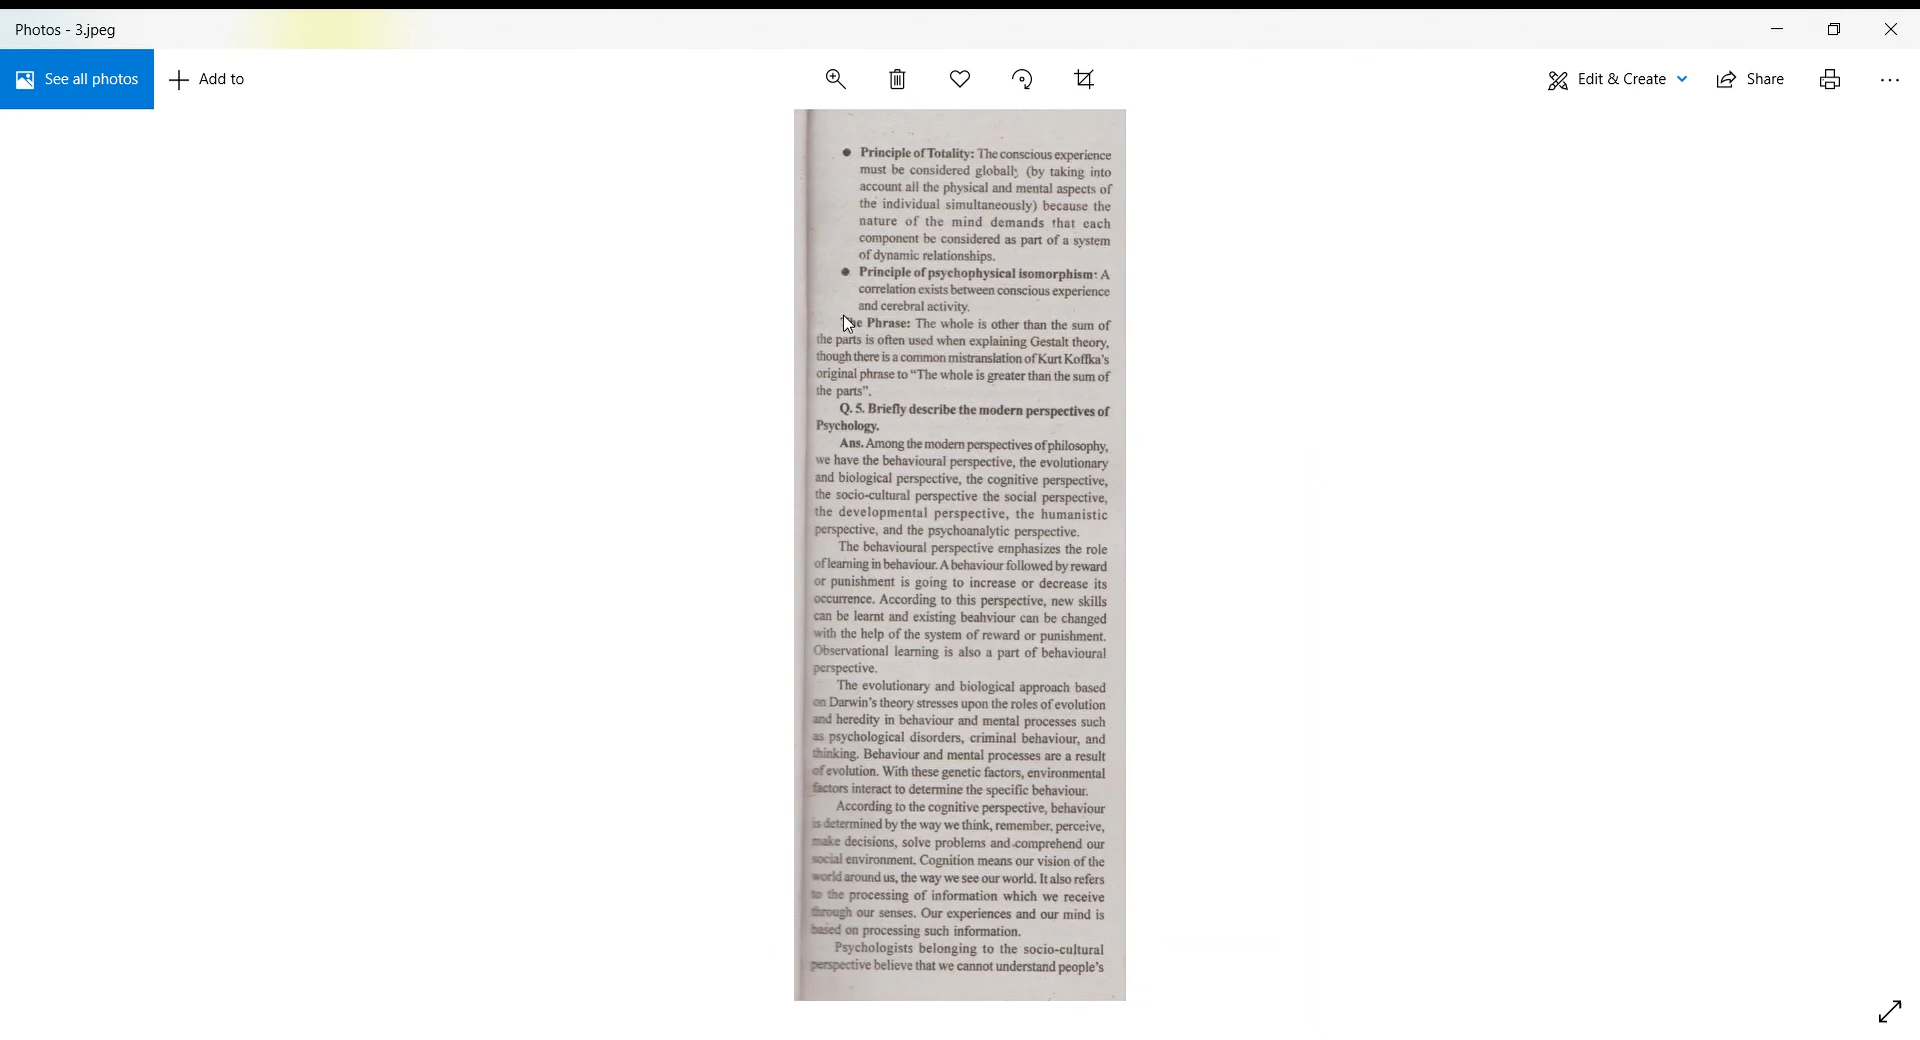 Photos - 3.jpeg
See all photos
Add to
Edit & Create
Share
● Principle of Totality: The conscious experience
must be considered globally (by taking into
account all the physical and mental aspects of
the individual simultaneously) because the
nature of the mind demands that each
component be considered as part of a system
of dynamic relationships.
● Principle of psychophysical isomorphism: A
correlation exists between conscious experience
and cerebral activity.
The Phrase: The whole is other than the sum of
the parts is often used when explaining Gestalt theory,
though there is a common mistranslation of Kurt Koffka's
original phrase to "The whole is greater than the sum of
the parts".
Q. 5. Briefly describe the modern perspectives of
Psychology.
Ans. Among the modern perspectives of philosophy,
we have the behavioural perspective, the evolutionary
and biological perspective, the cognitive perspective,
the socio-cultural perspective the social perspective,
the developmental perspective, the humanistic
perspective, and the psychoanalytic perspective.
The behavioural perspective emphasizes the role
of learning in behaviour. A behaviour followed by reward
or punishment is going to increase or decrease its
occurrence. According to this perspective, new skills
can be learnt and existing beahviour can be changed
with the help of the system of reward or punishment.
Observational learning is also a part of behavioural
perspective.
The evolutionary and biological approach based
on Darwin's theory stresses upon the roles of evolution
and heredity in behaviour and mental processes such
as psychological disorders, criminal behaviour, and
thinking. Behaviour and mental processes are a result
of evolution. With these genetic factors, environmental
factors interact to determine the specific behaviour.
According to the cognitive perspective, behaviour
is determined by the way we think, remember, perceive,
make decisions, solve problems and comprehend our
social environment. Cognition means our vision of the
world around us, the way we see our world. It also refers
to the processing of information which we receive
through our senses. Our experiences and our mind is
based on processing such information.
Psychologists belonging to the socio-cultural
perspective believe that we cannot understand people's